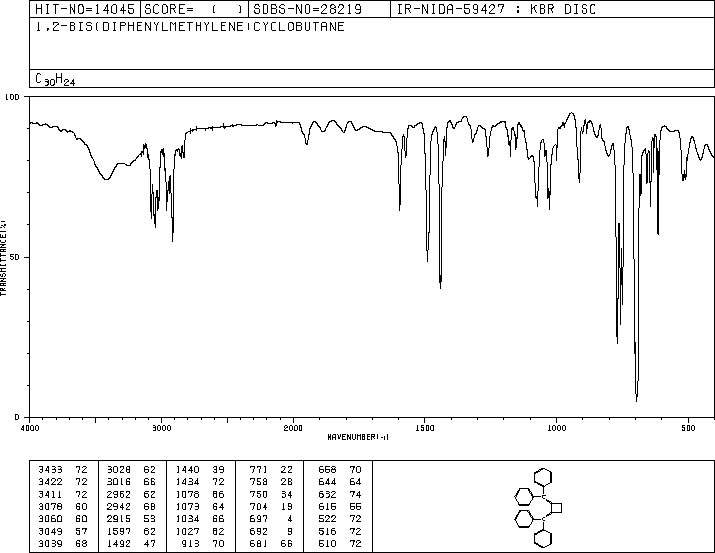 HIT-NO=14045 SCORE= ( ) SDBS-NO=28219 IR-NIDA-59427 : KBR DISC
1,2-BIS(DIPHENYLMETHYLENE)CYCLOBUTANE
C30H24
100
50
0
TRANSMITTANCE(%)
4000 3000 2000 1500 1000 500
WAVENUMBER(-1)
3433 72 3028 62 1440 39 771 22 668 70
3422 72 3016 66 1434 72 758 28 644 64
3411 72 2962 62 1078 66 750 34 632 74
3078 60 2942 68 1073 64 704 19 616 55
3060 60 2915 53 1034 66 697 4 522 72
3049 57 1597 62 1027 62 692 9 516 72
3039 68 1492 47 913 70 681 66 510 72
C
C